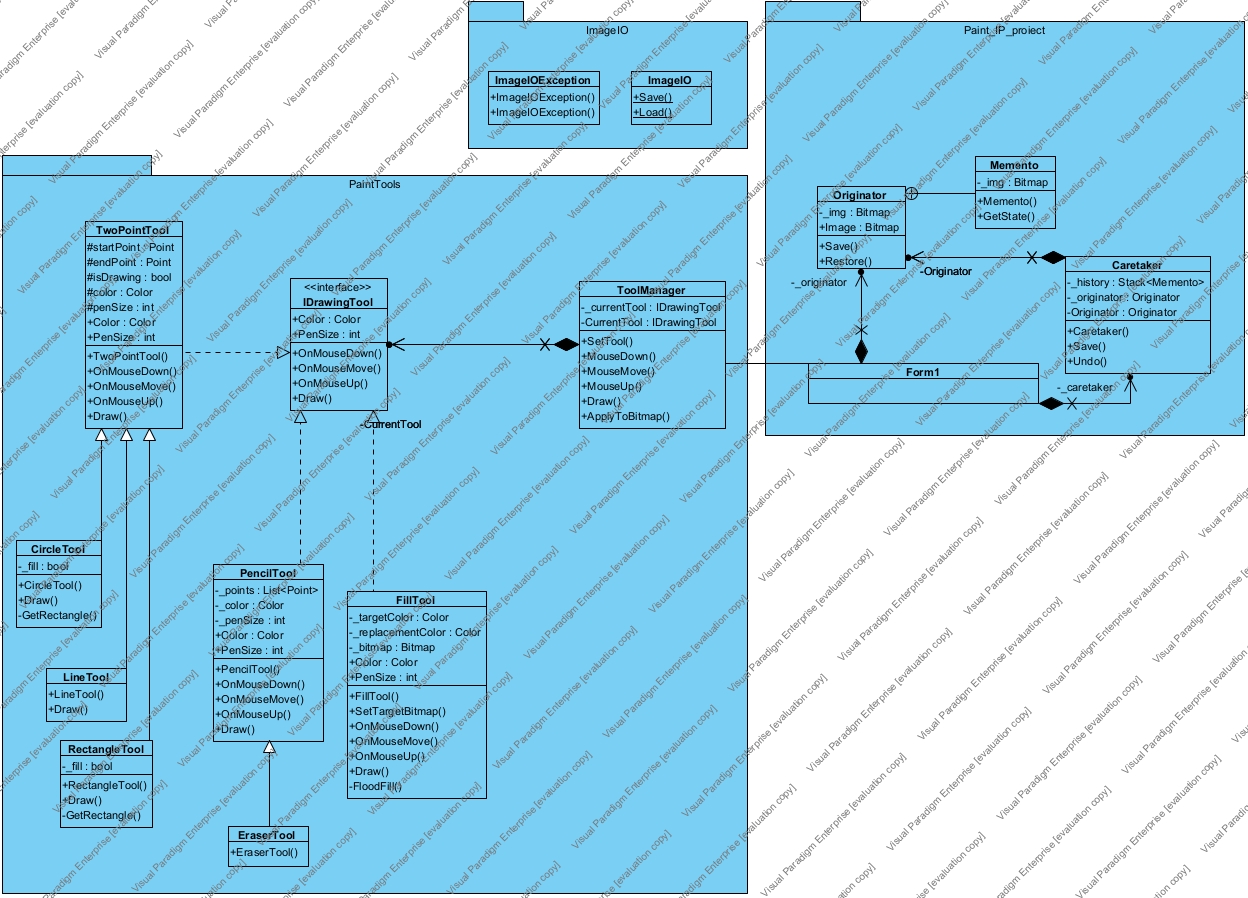 ImageIO
ImageIOException
+ImageIOException()
+ImageIOException()
ImageIO
+Save()
+Load()
Paint_IP_proiect
Memento
-_img : Bitmap
+Memento()
+GetState()
Originator
-_img : Bitmap
+Image : Bitmap
+Save()
+Restore()
-Originator
-_originator
Caretaker
-_history : Stack<Memento>
-_originator : Originator
-Originator : Originator
+Caretaker()
+Save()
+Undo()
Form1
-_caretaker
PaintTools
TwoPointTool
#startPoint : Point
#endPoint : Point
#isDrawing : bool
#color : Color
#penSize : int
+Color : Color
+PenSize : int
+TwoPointTool()
+OnMouseDown()
+OnMouseMove()
+OnMouseUp()
+Draw()
<<interface>>
IDrawingTool
+Color : Color
+PenSize : int
+OnMouseDown()
+OnMouseMove()
+OnMouseUp()
+Draw()
-CurrentTool
ToolManager
-_currentTool : IDrawingTool
-CurrentTool : IDrawingTool
+SetTool()
+MouseDown()
+MouseMove()
+MouseUp()
+Draw()
+ApplyToBitmap()
CircleTool
-_fill : bool
+CircleTool()
+Draw()
-GetRectangle()
LineTool
+LineTool()
+Draw()
RectangleTool
-_fill : bool
+RectangleTool()
+Draw()
-GetRectangle()
PencilTool
-_points : List<Point>
-_color : Color
-_penSize : int
+Color : Color
+PenSize : int
+PencilTool()
+OnMouseDown()
+OnMouseMove()
+OnMouseUp()
+Draw()
FillTool
-_targetColor : Color
-_replacementColor : Color
-_bitmap : Bitmap
+Color : Color
+PenSize : int
+FillTool()
+SetTargetBitmap()
+OnMouseDown()
+OnMouseMove()
+OnMouseUp()
+Draw()
-FloodFill()
EraserTool
+EraserTool()
Visual Paradigm Enterprise [evaluation copy]